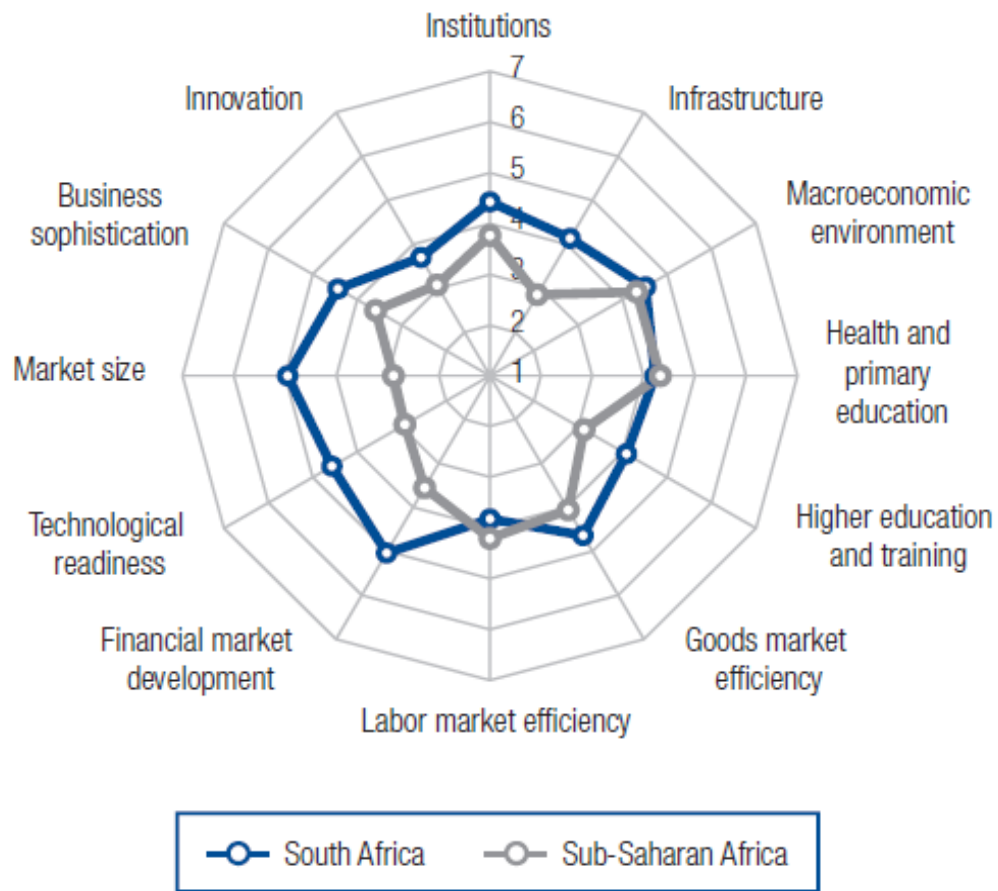 Institutions
7
Innovation
Infrastructure
6
5
Business
sophistication
Macroeconomic
environment
4
3
2
Market size
1
Health and
primary
education
Technological
readiness
Higher education
and training
Financial market
development
Goods market
efficiency
Labor market efficiency
South Africa
Sub-Saharan Africa